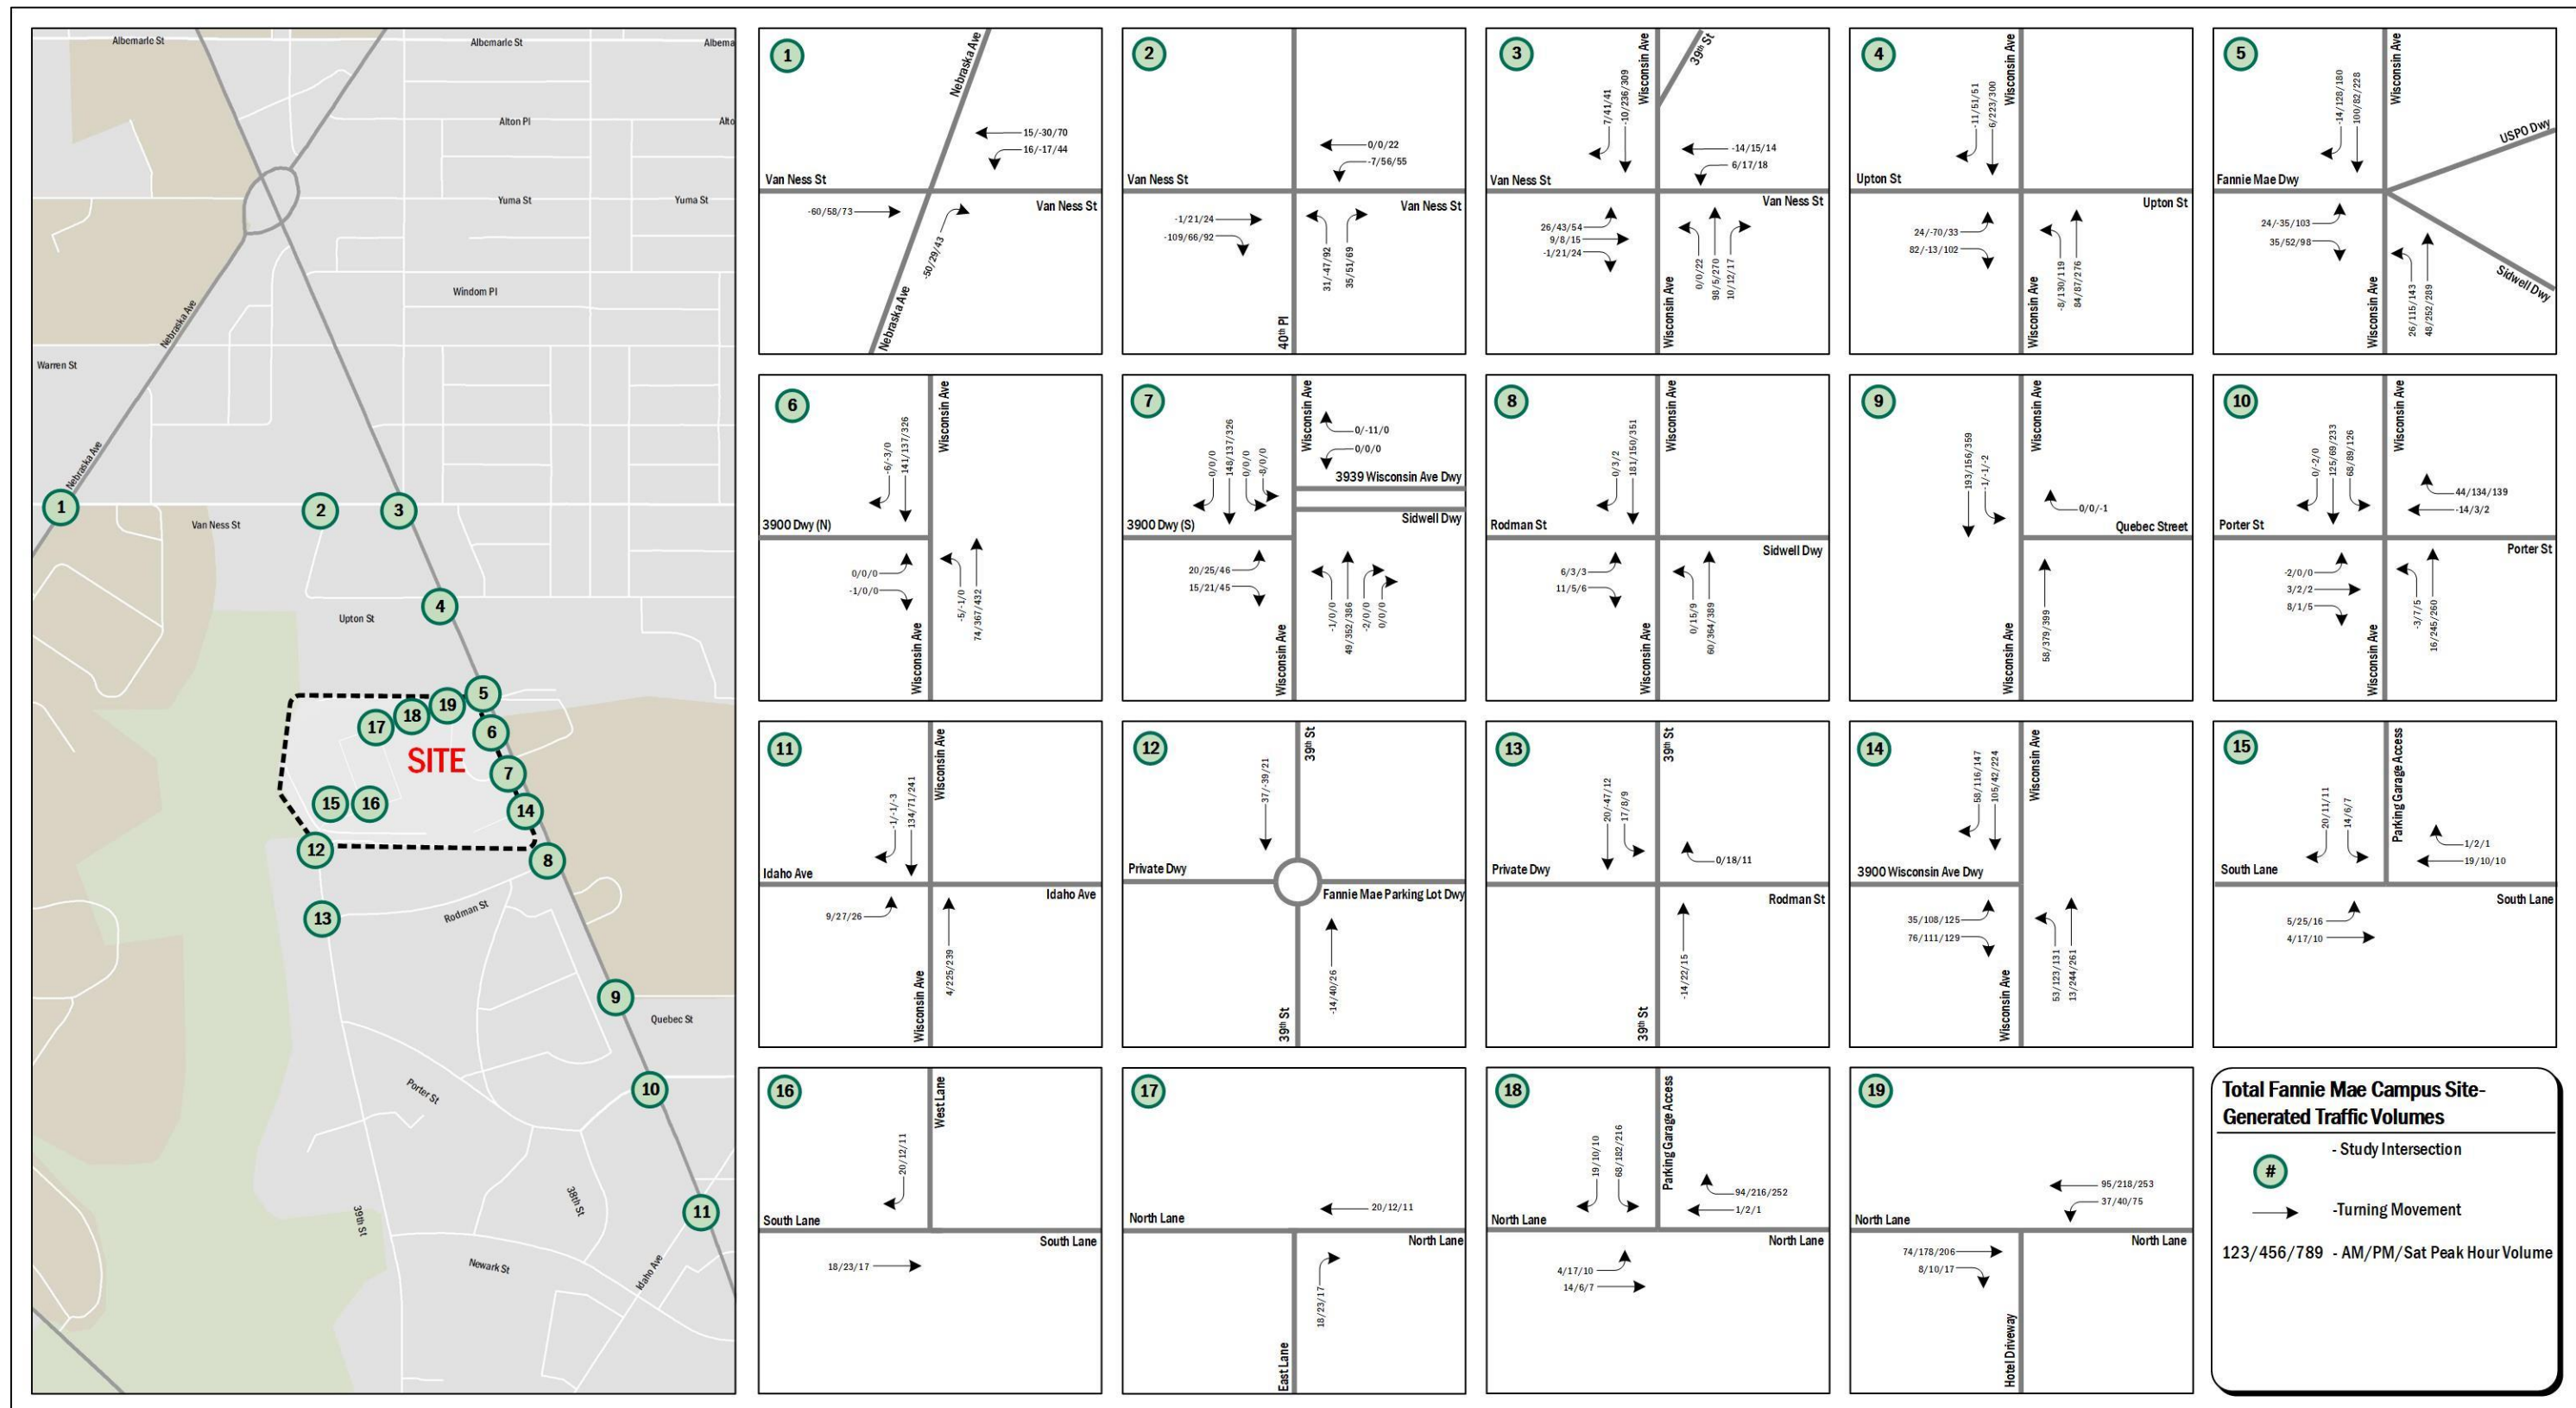 Albemarle St
Albemarle St
Albema
Alton Pl
Alto
Yuma St
Yuma St
Windom Pl
Nebraska Ave
Warren St
Nebraska Ave
1
2
3
Van Ness St
4
Upton St
5
19
18
17
6
SITE
7
15
16
14
12
8
13
Rodman St
9
Quebec St
10
Porter St
39th St
38th St
11
Newark St
Idaho Ave
1
Nebraska Ave
15/-30/70
16/-17/44
Van Ness St
Van Ness St
-60/58/73
-50/29/43
Nebraska Ave
2
0/0/22
-7/56/55
Van Ness St
Van Ness St
-1/21/24
-109/66/92
31/-47/92
35/51/69
40th Pl
3
Wisconsin Ave
39th St
7/41/41
-10/236/309
-14/15/14
6/17/18
Van Ness St
Van Ness St
26/43/54
9/8/15
-1/21/24
0/0/22
98/5/270
10/12/17
Wisconsin Ave
4
Wisconsin Ave
-11/51/51
6/223/300
Upton St
Upton St
24/-70/33
82/-13/102
-8/130/119
84/87/276
Wisconsin Ave
5
Wisconsin Ave
-14/128/180
100/82/228
USPO Dwy
Fannie Mae Dwy
24/-35/103
35/52/98
26/115/143
48/252/289
Sidwell Dwy
Wisconsin Ave
6
Wisconsin Ave
-6/-3/0
141/137/326
3900 Dwy (N)
0/0/0
-1/0/0
-5/-1/0
74/367/432
Wisconsin Ave
7
Wisconsin Ave
0/0/0
148/137/326
0/0/0
-8/0/0
0/-11/0
0/0/0
3939 Wisconsin Ave Dwy
Sidwell Dwy
3900 Dwy (S)
20/25/46
15/21/45
-1/0/0
49/352/386
-2/0/0
0/0/0
Wisconsin Ave
8
Wisconsin Ave
0/3/2
181/150/351
Rodman St
Sidwell Dwy
6/3/3
11/5/6
0/15/9
60/364/389
Wisconsin Ave
9
Wisconsin Ave
193/156/359
-1/-1/-2
0/0/-1
Quebec Street
58/379/399
Wisconsin Ave
10
Wisconsin Ave
0/-2/0
125/69/233
68/89/126
44/134/139
-14/3/2
Porter St
Porter St
-2/0/0
3/2/2
8/1/5
-3/7/5
16/245/260
Wisconsin Ave
11
Wisconsin Ave
-1/-1/-3
134/71/241
Idaho Ave
Idaho Ave
9/27/26
4/225/239
Wisconsin Ave
12
39th St
37/-39/21
Private Dwy
Fannie Mae Parking Lot Dwy
-14/40/26
39th St
13
39th St
20/-47/12
17/8/9
0/18/11
Private Dwy
Rodman St
-14/22/15
39th St
14
Wisconsin Ave
58/116/147
105/42/224
3900 Wisconsin Ave Dwy
35/108/125
76/111/129
53/123/131
13/244/261
Wisconsin Ave
15
Parking Garage Access
20/11/11
14/6/7
1/2/1
19/10/10
South Lane
South Lane
5/25/16
4/17/10
16
West Lane
20/12/11
South Lane
South Lane
18/23/17
17
20/12/11
North Lane
North Lane
18/23/17
East Lane
18
Parking Garage Access
19/10/10
68/182/216
94/216/252
1/2/1
North Lane
North Lane
4/17/10
14/6/7
19
95/218/253
37/40/75
North Lane
North Lane
74/178/206
8/10/17
Hotel Driveway
Total Fannie Mae Campus Site-
Generated Traffic Volumes
- Study Intersection
#
-Turning Movement
123/456/789 - AM/PM/Sat Peak Hour Volume